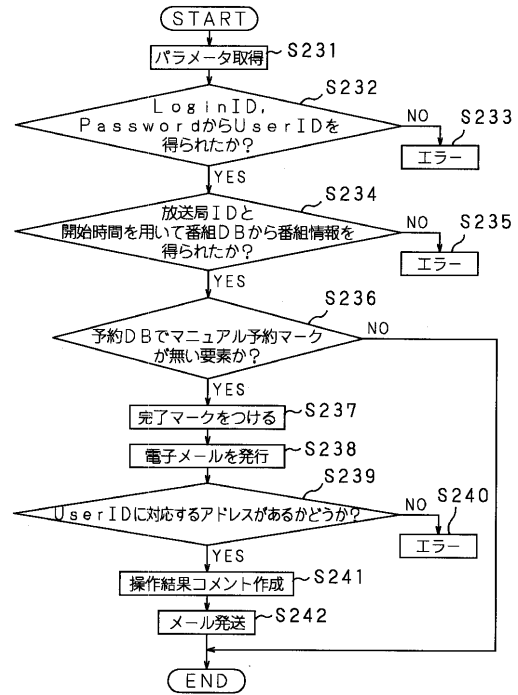 START
パラメータ取得
S231
LoginID,
PasswordからUserIDを
得られたか?
S232
NO
S233
エラー
YES
放送局IDと
開始時間を用いて番組DBから番組情報を
得られたか?
S234
NO
S235
エラー
YES
予約DBでマニュアル予約マーク
が無い要素か?
S236
NO
YES
完了マークをつける
S237
電子メールを発行
S238
UserIDに対応するアドレスがあるかどうか?
S239
NO
S240
エラー
YES
操作結果コメント作成
S241
メール発送
S242
END